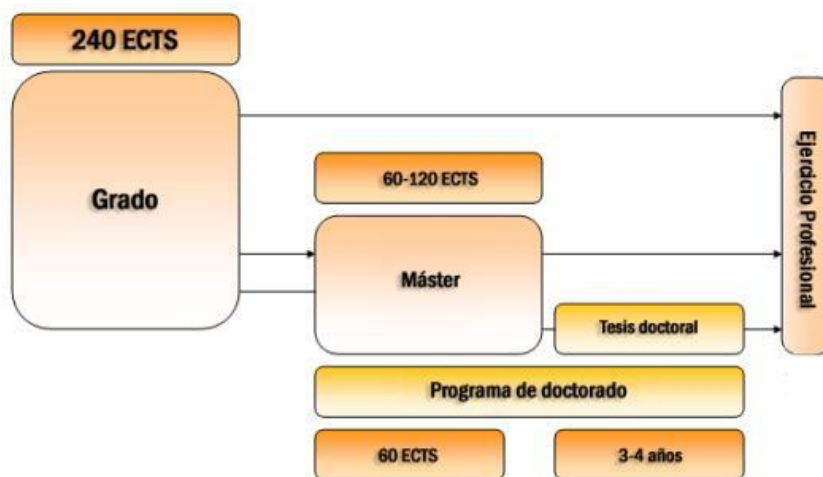 240 ECTS
Grado
60-120 ECTS
Máster
Tesis doctoral
Programa de doctorado
60 ECTS
3-4 años
Ejercicio Profesional